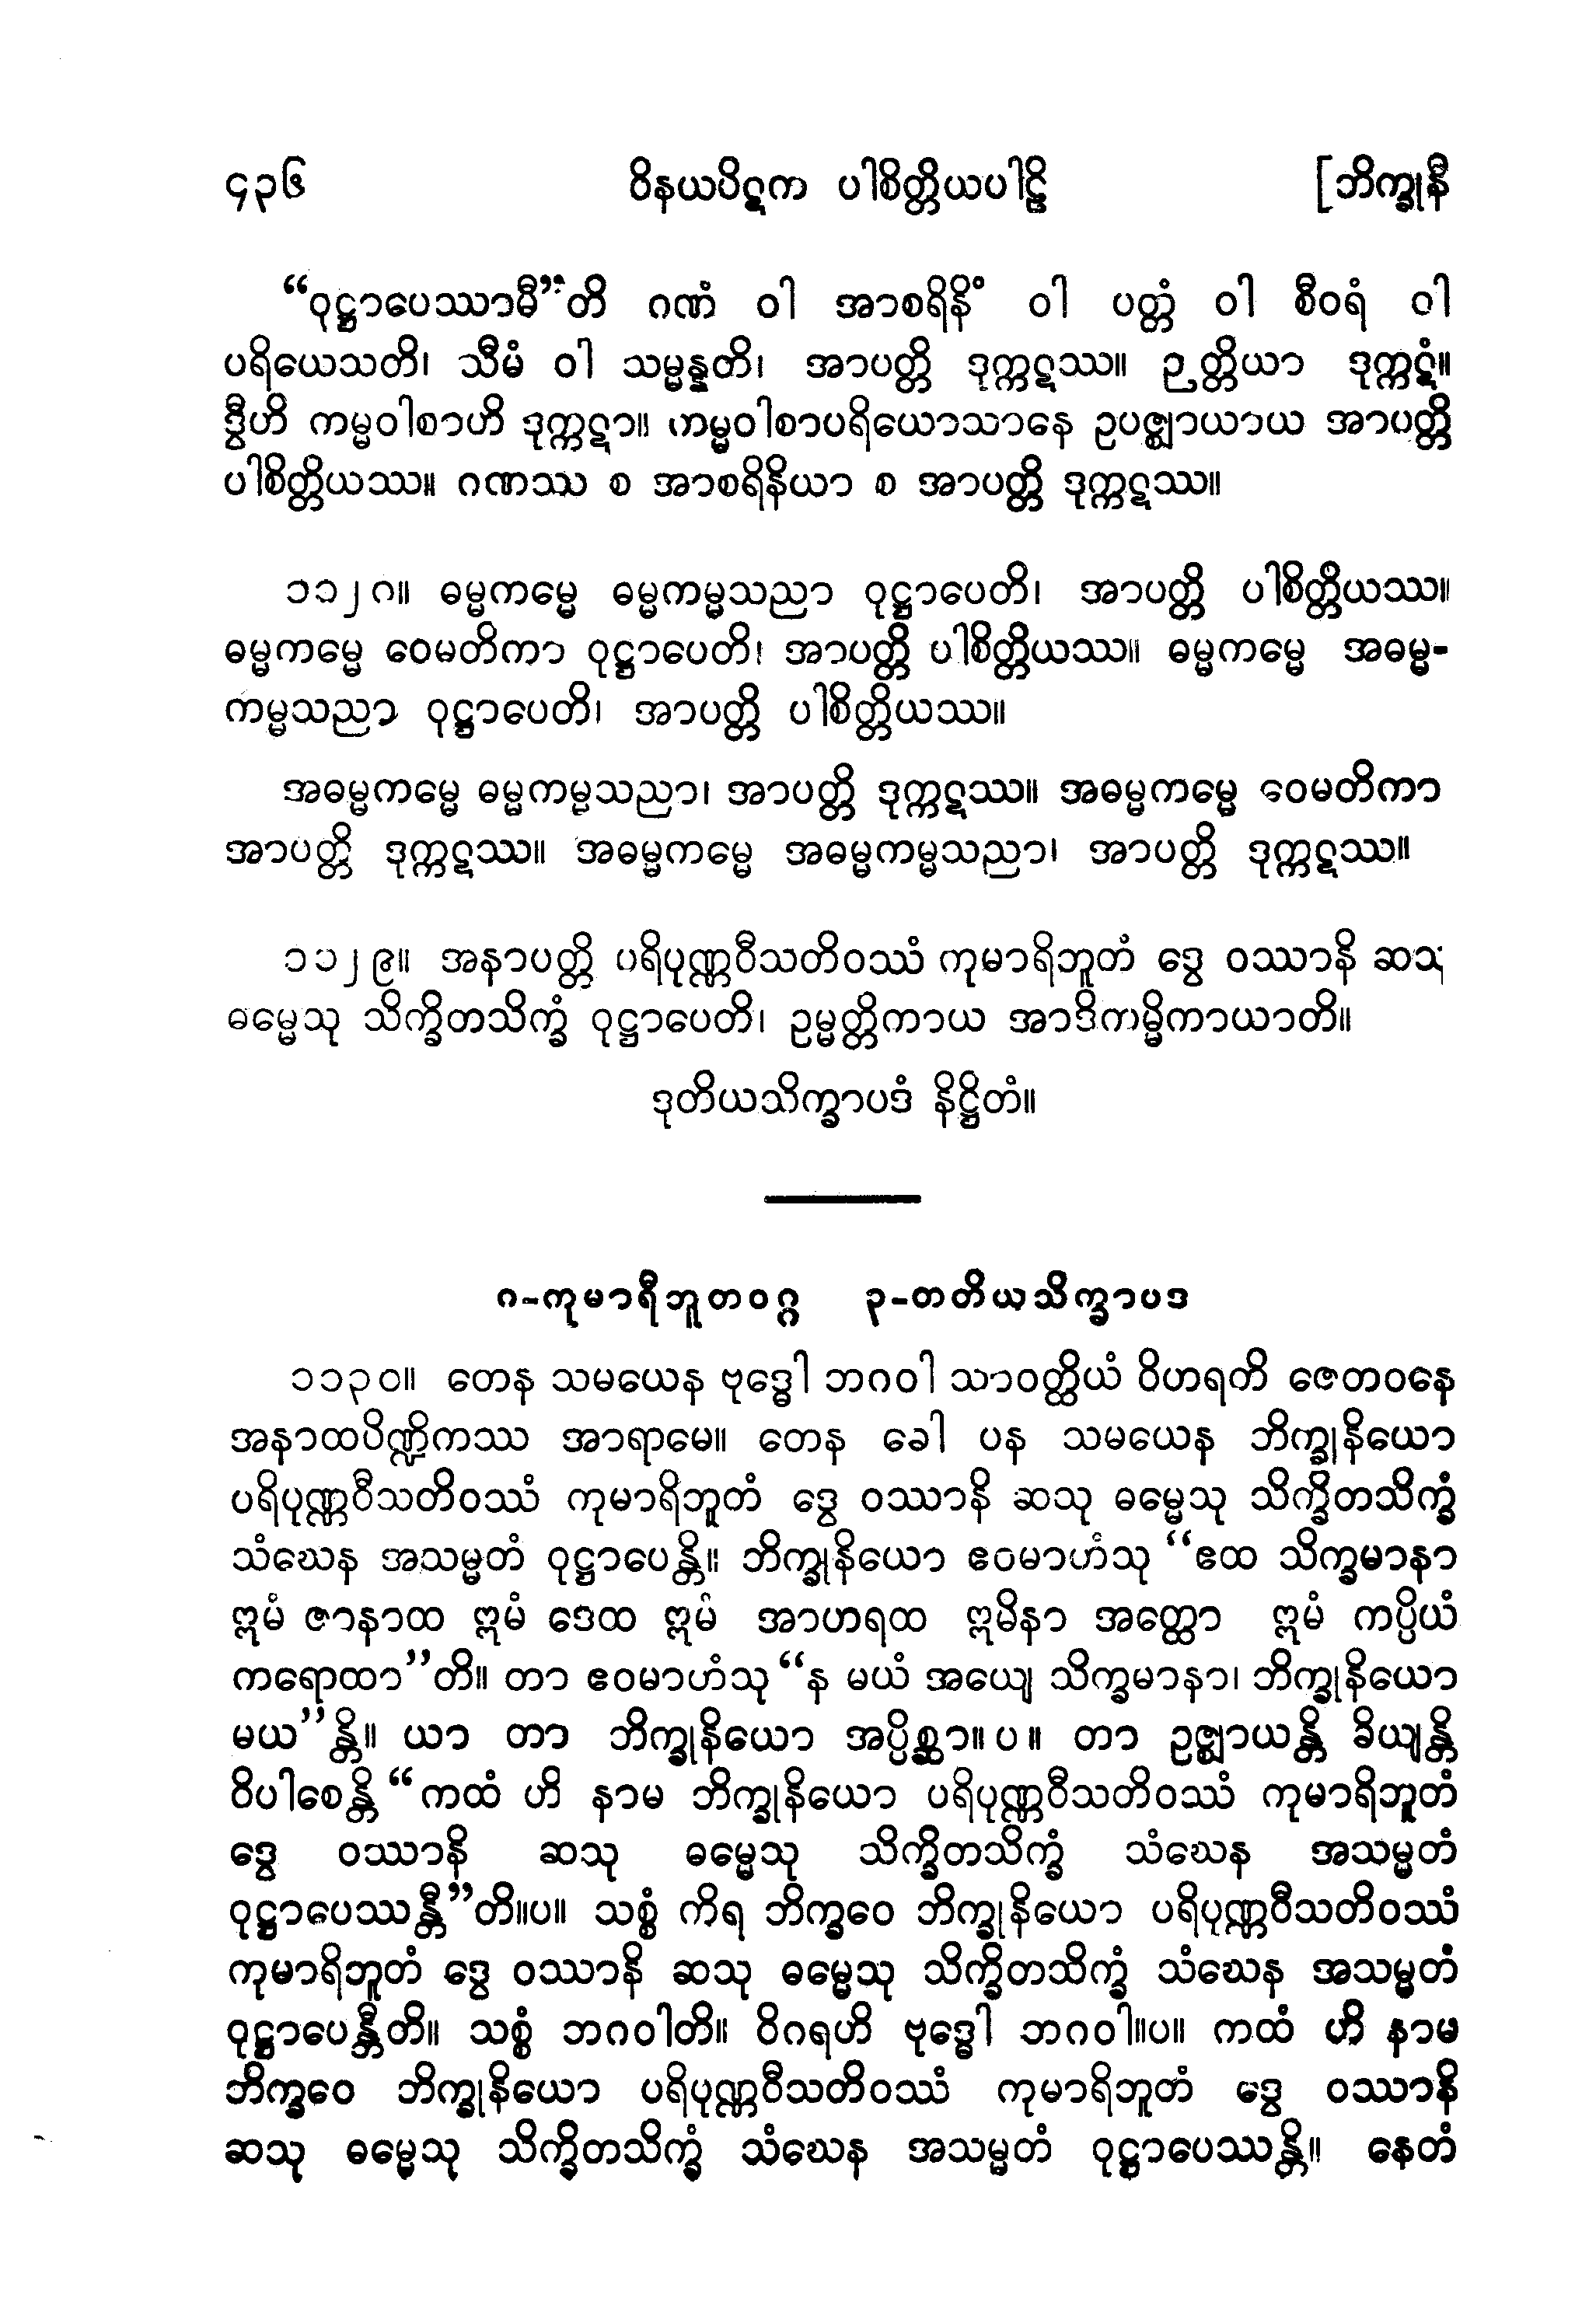 ၄၃၆ ဝိနယပိဋက ပါစိတ္တိယပါဠိ [ဘိက္ခုနီ
“ဝုဋ္ဌာပေဿာမီ”တိ ဂဏံ ဝါ အာစရိနိံ ဝါ ပတ္တံ ဝါ စီဝရံ ဝါ
ပရိယေသတိ၊ သီမံ ဝါ သမ္မန္နတိ၊ အာပတ္တိ ဒုက္ကဋဿ။ ဉတ္တိယာ ဒုက္ကဋံ။
ဒွီဟိ ကမ္မဝါစာဟိ ဒုက္ကဋာ။ ကမ္မဝါစာပရိယောသာနေ ဥပဇ္ဈာယာယ အာပတ္တိ
ပါစိတ္တိယဿ။ ဂဏဿ စ အာစရိနိယာ စ အာပတ္တိ ဒုက္ကဋဿ။
၁၁၂၈။ ဓမ္မကမ္မေ ဓမ္မကမ္မသညာ ဝုဋ္ဌာပေတိ၊ အာပတ္တိ ပါစိတ္တိယဿ။
ဓမ္မကမ္မေ ဝေမတိကာ ဝုဋ္ဌာပေတိ၊ အာပတ္တိ ပါစိတ္တိယဿ။ ဓမ္မကမ္မေ အဓမ္မ-
ကမ္မသညာ ဝုဋ္ဌာပေတိ၊ အာပတ္တိ ပါစိတ္တိယဿ။
အဓမ္မကမ္မေ ဓမ္မကမ္မသညာ၊ အာပတ္တိ ဒုက္ကဋဿ။ အဓမ္မကမ္မေ ဝေမတိကာ
အာပတ္တိ ဒုက္ကဋဿ။ အဓမ္မကမ္မေ အဓမ္မကမ္မသညာ၊ အာပတ္တိ ဒုက္ကဋဿ။
၁၁၂၉။ အနာပတ္တိ ပရိပုဏ္ဏဝီသတိဝဿံ ကုမာရိဘူတံ ဒွေ ဝဿာနိ ဆသု
ဓမ္မေသု သိက္ခိတသိက္ခံ ဝုဋ္ဌာပေတိ၊ ဥမ္မတ္တိကာယ အာဒိကမ္မိကာယာတိ။
ဒုတိယသိက္ခာပဒံ နိဋ္ဌိတံ။
ဂ-ကုမာရီဘူတဝဂ္ဂ ၃-တတိယသိက္ခာပဒ
၁၁၃၀။ တေန သမယေန ဗုဒ္ဓေါ ဘဂဝါ သာဝတ္ထိယံ ဝိဟရတိ ဇေတဝနေ
အနာထပိဏ္ဍိကဿ အာရာမေ။ တေန ခေါ ပန သမယေန ဘိက္ခုနိယော
ပရိပုဏ္ဏဝီသတိဝဿံ ကုမာရိဘူတံ ဒွေ ဝဿာနိ ဆသု ဓမ္မေသု သိက္ခိတသိက္ခံ
သံဃေန အသမ္မတံ ဝုဋ္ဌာပေန္တိ။ ဘိက္ခုနိယော ဧဝမာဟံသု “ဧထ သိက္ခမာနာ
ဣမံ ဇာနာထ ဣမံ ဒေထ ဣမံ အာဟရထ ဣမိနာ အတ္ထော ဣမံ ကပ္ပိယံ
ကရောထာ”တိ။ တာ ဧဝမာဟံသု “န မယံ အယျေ သိက္ခမာနာ၊ ဘိက္ခုနိယော
မယ”န္တိ။ ယာ တာ ဘိက္ခုနိယော အပ္ပိစ္ဆာ။ပ။ တာ ဥဇ္ဈာယန္တိ ခိယျန္တိ
ဝိပါစေန္တိ “ကထံ ဟိ နာမ ဘိက္ခုနိယော ပရိပုဏ္ဏဝီသတိဝဿံ ကုမာရိဘူတံ
ဒွေ ဝဿာနိ ဆသု ဓမ္မေသု သိက္ခိတသိက္ခံ သံဃေန အသမ္မတံ
ဝုဋ္ဌာပေဿန္တီ”တိ။ပ။ သစ္စံ ကိရ ဘိက္ခဝေ ဘိက္ခုနိယော ပရိပုဏ္ဏဝီသတိဝဿံ
ကုမာရိဘူတံ ဒွေ ဝဿာနိ ဆသု ဓမ္မေသု သိက္ခိတသိက္ခံ သံဃေန အသမ္မတံ
ဝုဋ္ဌာပေန္တီတိ။ သစ္စံ ဘဂဝါတိ။ ဝိဂရဟိ ဗုဒ္ဓေါ ဘဂဝါ။ပ။ ကထံ ဟိ နာမ
ဘိက္ခဝေ ဘိက္ခုနိယော ပရိပုဏ္ဏဝီသတိဝဿံ ကုမာရိဘူတံ ဒွေ ဝဿာနိ
ဆသု ဓမ္မေသု သိက္ခိတသိက္ခံ သံဃေန အသမ္မတံ ဝုဋ္ဌာပေဿန္တိ။ နေတံ